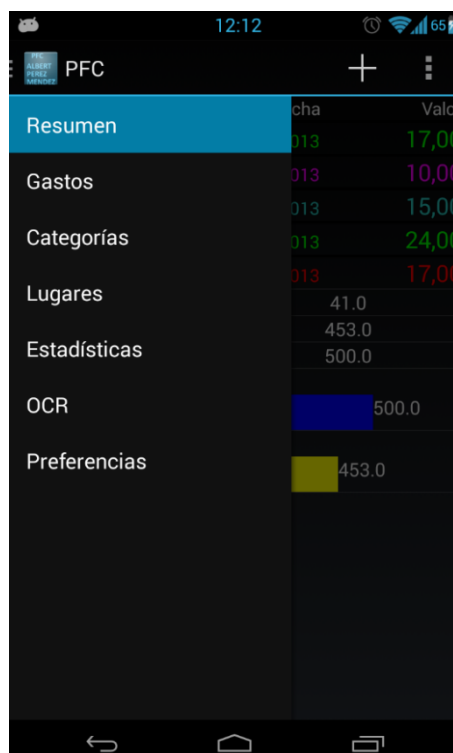 12:12
65
PFC
ALBERT
PEREZ
MENDEZ
PFC
Resumen
Gastos
Categorías
Lugares
Estadísticas
OCR
Preferencias
cha Valo
013 17,00
013 10,00
013 15,00
013 24,00
013 17,00
41.0
453.0
500.0
500.0
453.0